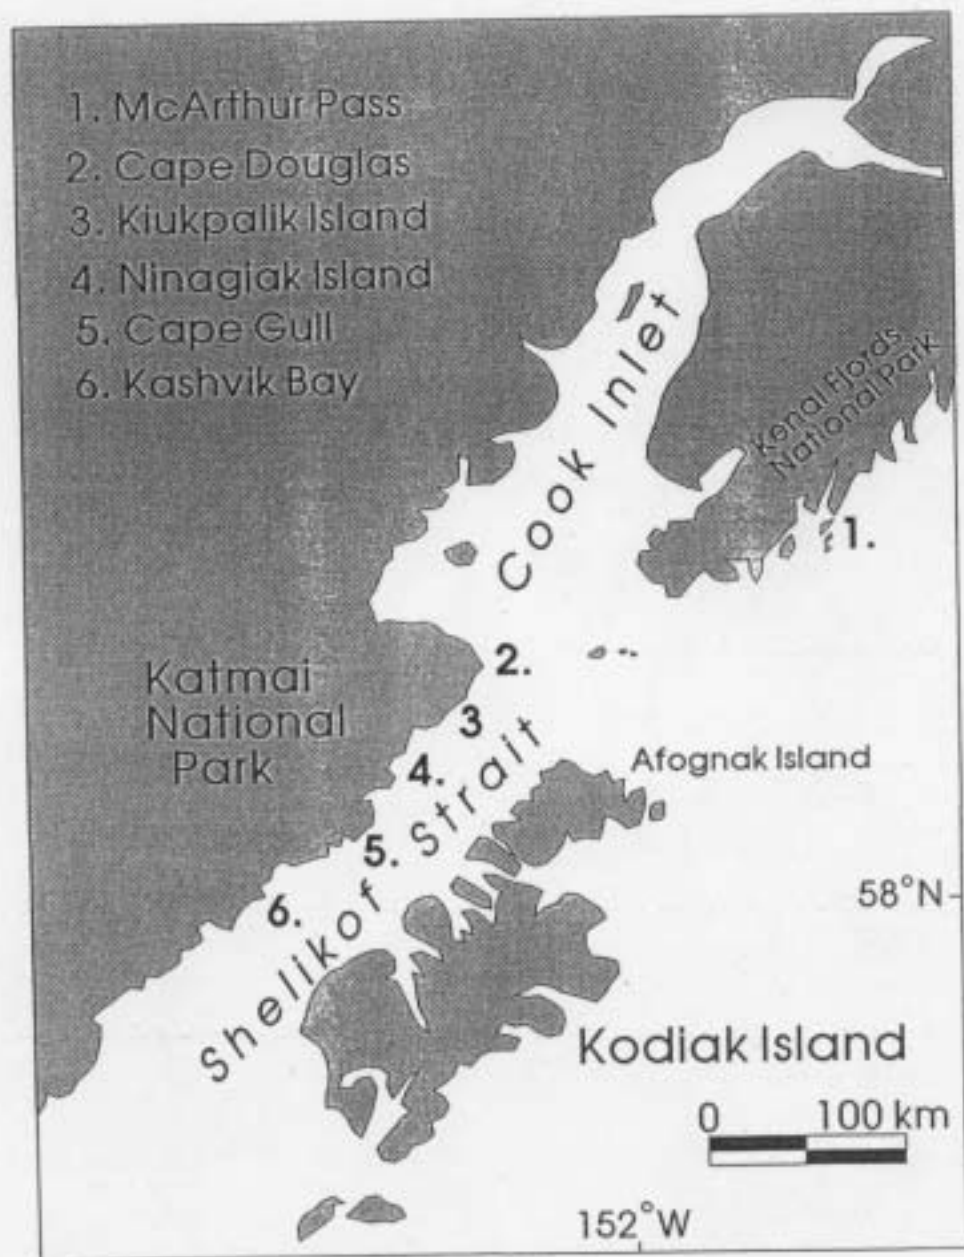 1. McArthur Pass
2. Cape Douglas
3. Kiukpalik Island
4. Ninagiak Island
5. Cape Gull
6. Kashvik Bay
Cook Inlet
Kenai Fjords
National Park
1.
2.
Katmai
National
Park
3
4.
Shelikof Strait
Afognak Island
5.
58°N
6.
Kodiak Island
0 100 km
152°W